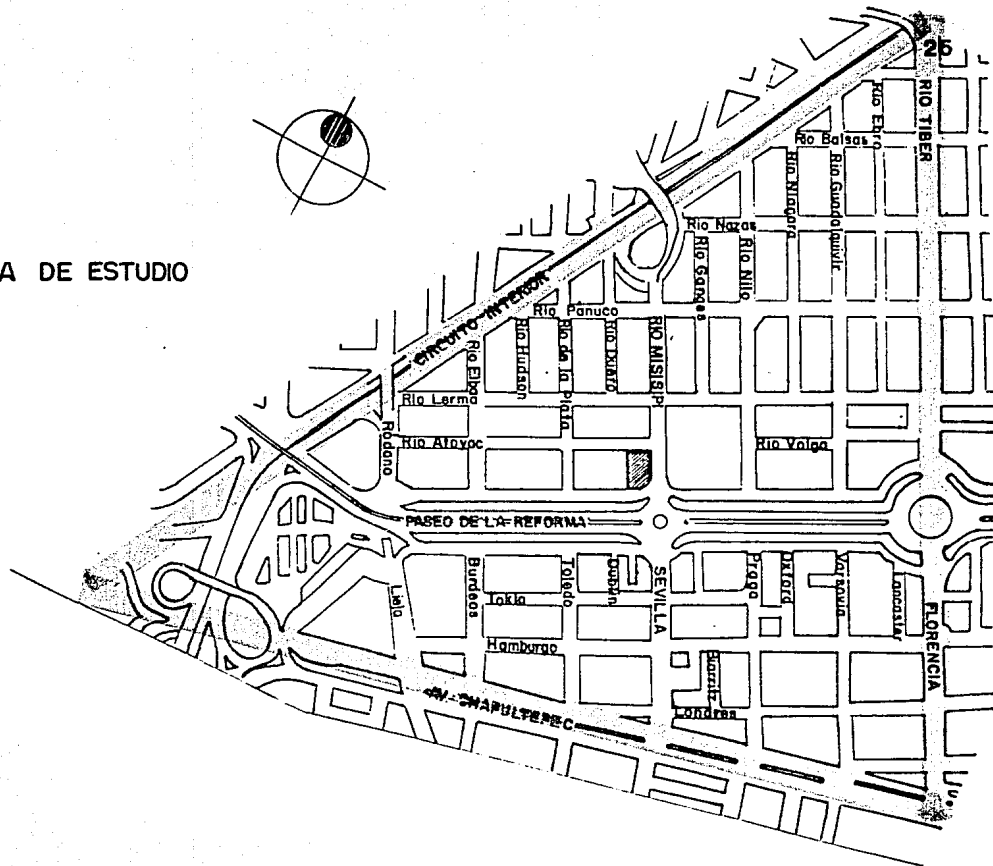 25
RIO TIBER
Rio Ebro
Rio Balsas
Rio Guadalquivir
Rio Niagara
Rio Nazas
Rio Nilo
Rio Ganges
A DE ESTUDIO
CIRCUITO INTERIOR
Rio Pánuco
RIO MISISIPI
Rio Duero
Rio de la Plata
Rio Hudson
Rio Elba
Rio Lerma
Rodano
Rio Atoyac
Rio Volga
PASEO DE LA REFORMA
Lieja
Burdeos
Toledo
Dublin
SEVILLA
Praga
Oxford
Varsovia
Lancaster
FLORENCIA
Tokio
Hamburgo
Biarritz
Londres
AV. CHAPULTEPEC